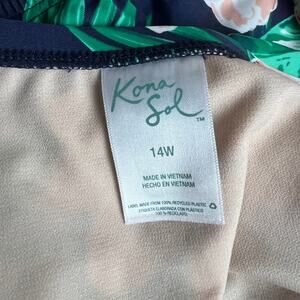 Kona
Sol
™
14W
MADE IN VIETNAM
HECHO EN VIETNAM
LABEL MADE FROM 100% RECYCLED PLASTIC
ETIQUETA ELABORADA CON PLÁSTICO
100 % RECICLADO